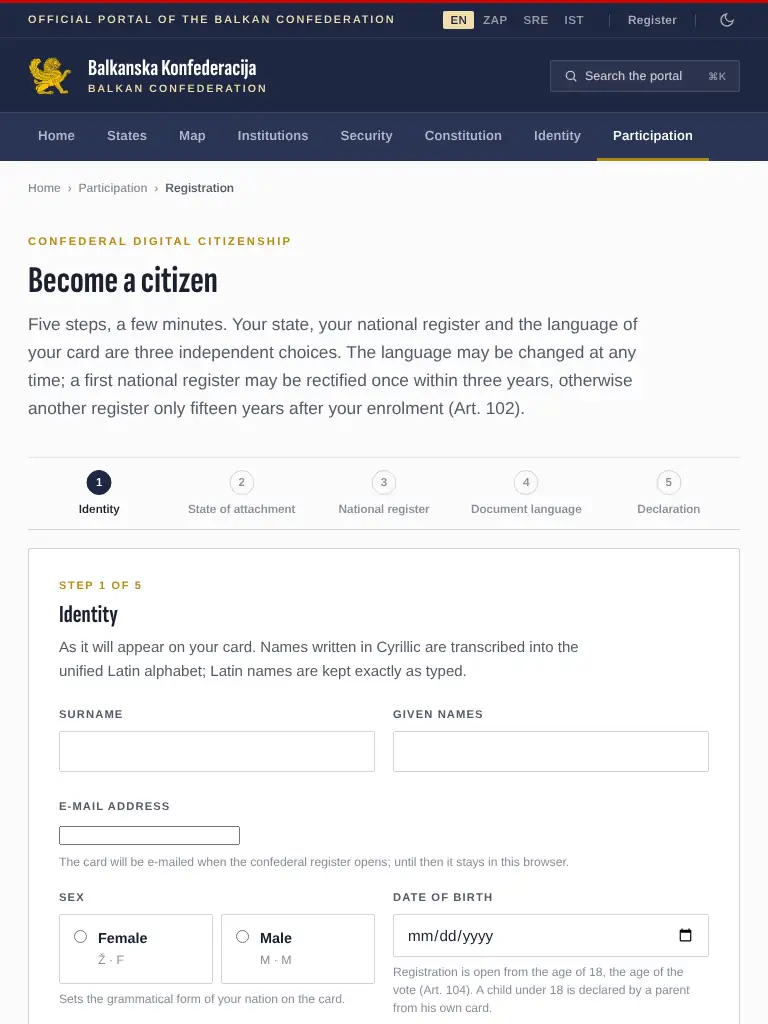 OFFICIAL PORTAL OF THE BALKAN CONFEDERATION
EN ZAP SRE IST Register
Balkanska Konfederacija
BALKAN CONFEDERATION
Search the portal ⌘K
Home States Map Institutions Security Constitution Identity Participation
Home › Participation › Registration
CONFEDERAL DIGITAL CITIZENSHIP
Become a citizen
Five steps, a few minutes. Your state, your national register and the language of
your card are three independent choices. The language may be changed at any
time; a first national register may be rectified once within three years, otherwise
another register only fifteen years after your enrolment (Art. 102).
1 2 3 4 5
Identity State of attachment National register Document language Declaration
STEP 1 OF 5
Identity
As it will appear on your card. Names written in Cyrillic are transcribed into the
unified Latin alphabet; Latin names are kept exactly as typed.
SURNAME GIVEN NAMES
E-MAIL ADDRESS
The card will be e-mailed when the confederal register opens; until then it stays in this browser.
SEX
Female Male
Ž · F M · M
Sets the grammatical form of your nation on the card.
DATE OF BIRTH
mm/dd/yyyy
Registration is open from the age of 18, the age of the
vote (Art. 104). A child under 18 is declared by a parent
from his own card.